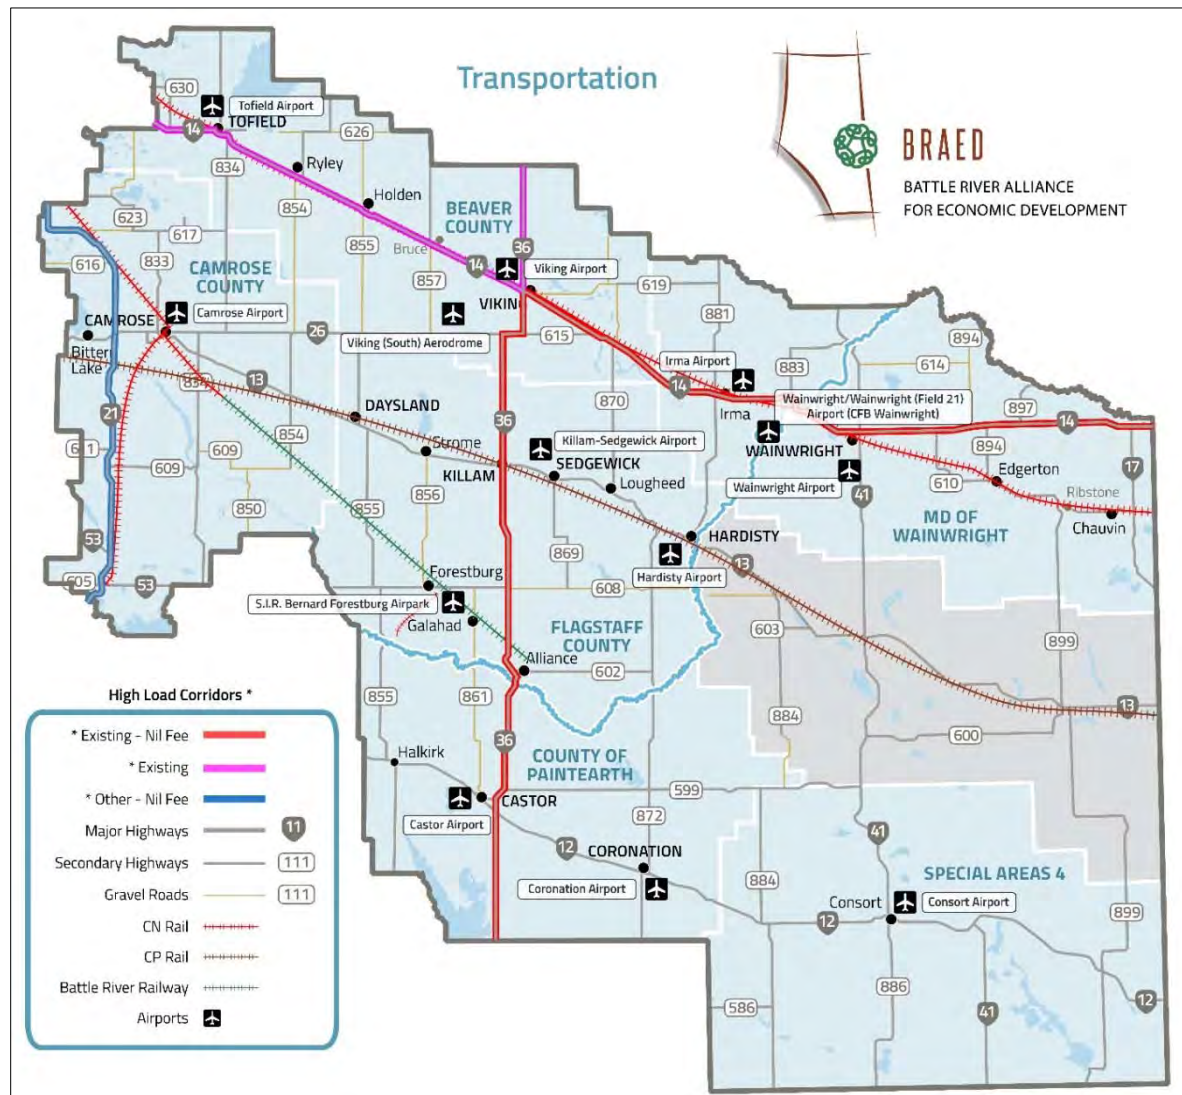 Transportation
BRAED
BATTLE RIVER ALLIANCE
FOR ECONOMIC DEVELOPMENT
630
Tofield Airport
TOFIELD
14
626
834
Ryley
854
Holden
BEAVER
COUNTY
623
617
855
Bruce
36
616
833
CAMROSE
COUNTY
857
14
Viking Airport
619
VIKIN
881
CAMROSE
Camrose Airport
26
Viking (South) Aerodrome
615
894
Bitter
Lake
834
13
Irma Airport
883
614
14
Irma
Wainwright/Wainwright (Field 21)
Airport (CFB Wainwright)
897
14
21
DAYSLAND
36
870
854
Strome
Killam-Sedgewick Airport
WAINWRIGHT
894
609
609
KILLAM
SEDGEWICK
Lougheed
Wainwright Airport
41
610
Edgerton
17
Ribstone
Chauvin
856
850
855
MD OF
WAINWRIGHT
53
869
HARDISTY
13
Hardisty Airport
605
53
Forestburg
608
S.I.R. Bernard Forestburg Airpark
Galahad
FLAGSTAFF
COUNTY
603
899
Alliance
602
855
861
884
13
36
600
Halkirk
COUNTY OF
PAINTEARTH
599
CASTOR
Castor Airport
872
41
12
CORONATION
Coronation Airport
884
SPECIAL AREAS 4
Consort
Consort Airport
12
899
886
586
41
12
High Load Corridors *
* Existing - Nil Fee
* Existing
* Other - Nil Fee
Major Highways 11
Secondary Highways 111
Gravel Roads 111
CN Rail
CP Rail
Battle River Railway
Airports